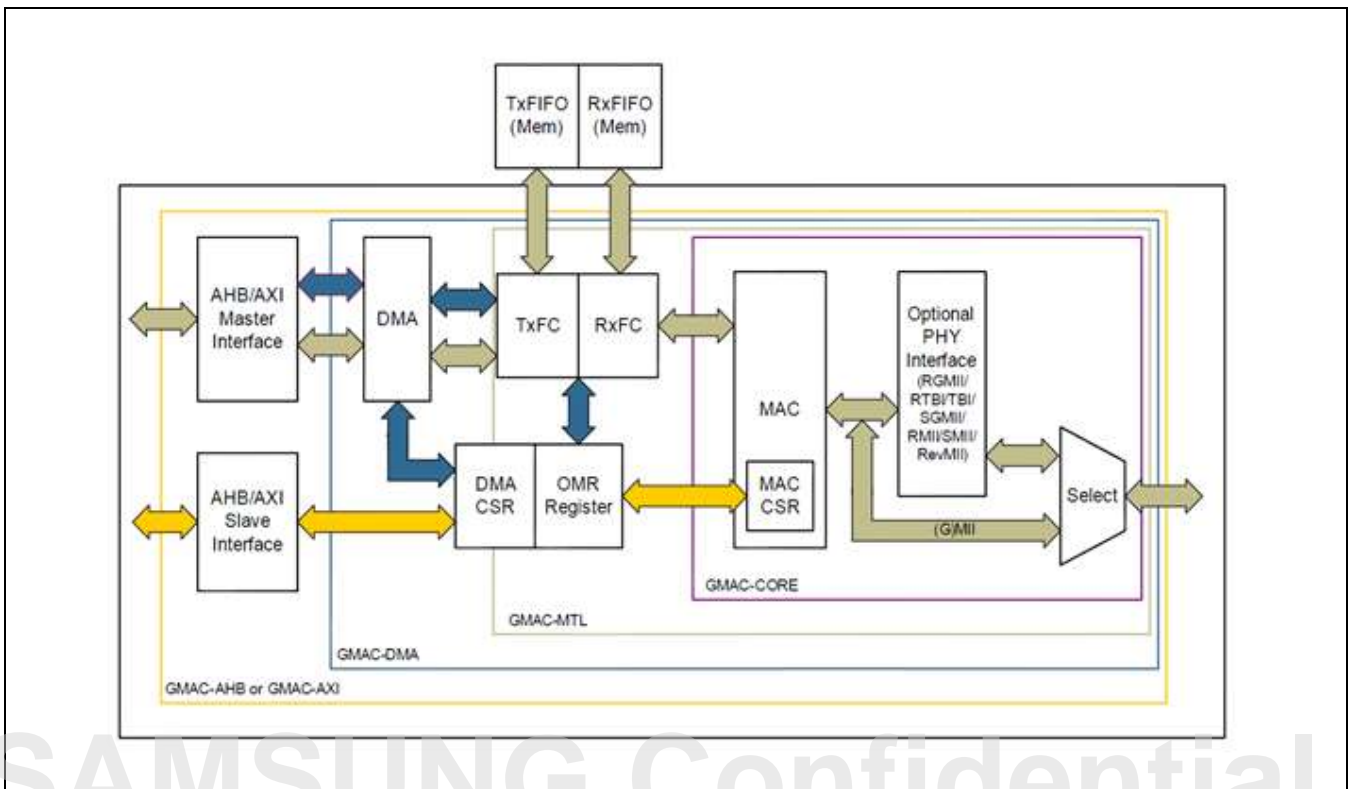 TxFIFO
(Mem)
RxFIFO
(Mem)
AHB/AXI
Master
Interface
DMA
TxFC
RxFC
MAC
Optional
PHY
Interface
(RGMII/
RTBI/TBI/
SGMII/
RMII/SMII/
RevMII)
Select
(G)MII
AHB/AXI
Slave
Interface
DMA
CSR
OMR
Register
MAC
CSR
GMAC-CORE
GMAC-MTL
GMAC-DMA
GMAC-AHB or GMAC-AXI
SAMSUNG Confidential